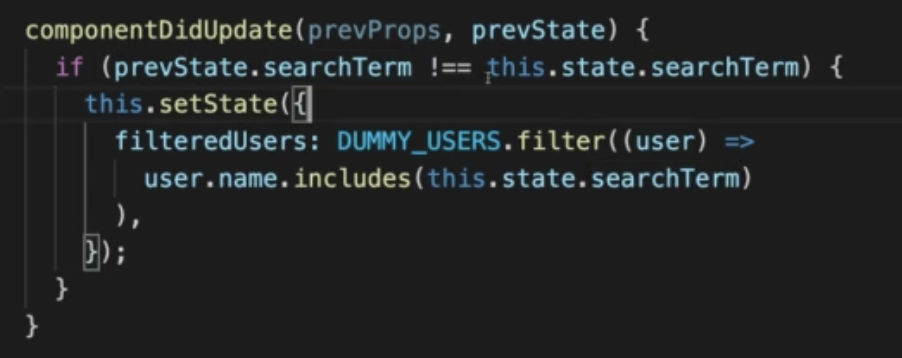 componentDidUpdate(prevProps, prevState) {
if (prevState.searchTerm !== this.state.searchTerm) {
this.setState({
filteredUsers: DUMMY_USERS.filter((user) =>
user.name.includes(this.state.searchTerm)
),
});
}
}